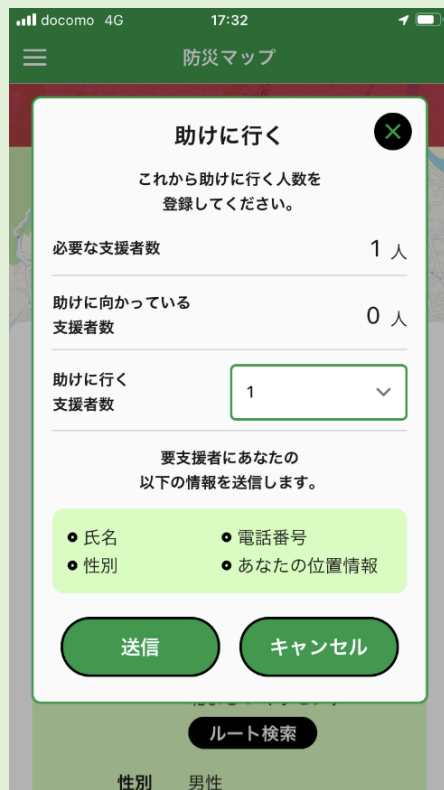 docomo 4G 17:32
防災マップ
助けに行く
これから助けに行く人数を
登録してください。
必要な支援者数 1 人
助けに向かっている
支援者数 0 人
助けに行く
支援者数 1
要支援者にあなたの
以下の情報を送信します。
氏名 電話番号
性別 あなたの位置情報
送信 キャンセル
ルート検索
性別 男性